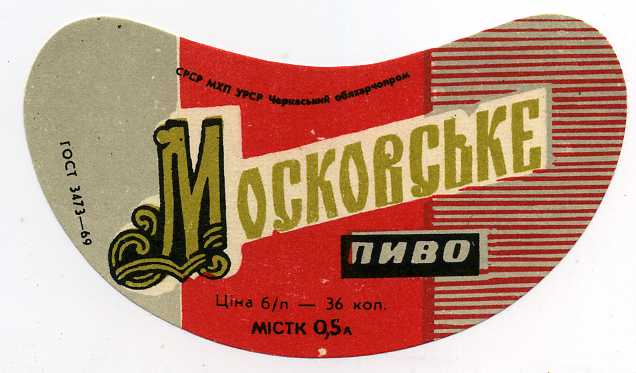 СРСР МХП УРСР Черкаський облхарчопром
ГОСТ 3473—69
Московське
ПИВО
Ціна б/п — 36 коп.
МІСТК 0,5л